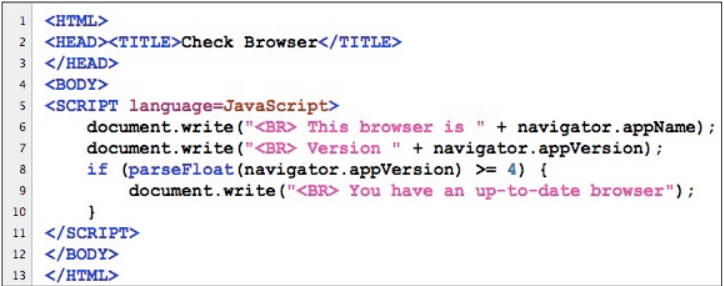 1 <HTML>
2 <HEAD><TITLE>Check Browser</TITLE>
3 </HEAD>
4 <BODY>
5 <SCRIPT language=JavaScript>
6     document.write("<BR> This browser is " + navigator.appName);
7     document.write("<BR> Version " + navigator.appVersion);
8     if (parseFloat(navigator.appVersion) >= 4) {
9         document.write("<BR> You have an up-to-date browser");
10     }
11 </SCRIPT>
12 </BODY>
13 </HTML>